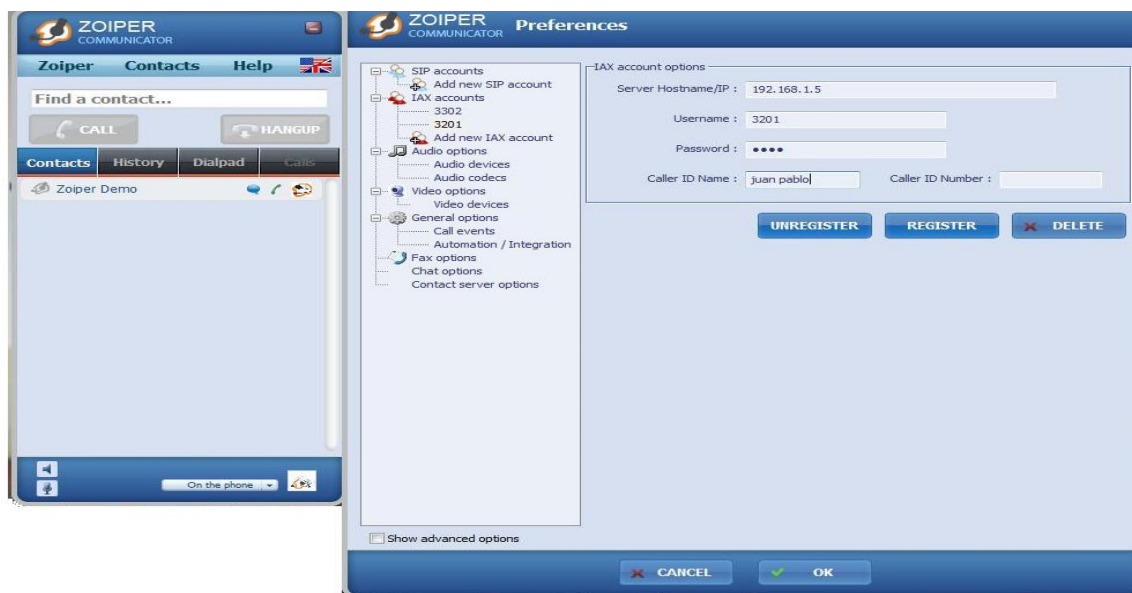 ZOIPER
COMMUNICATOR
Zoiper Contacts Help
Find a contact...
CALL HANGUP
Contacts History Dialpad Calls
Zoiper Demo
On the phone
ZOIPER
COMMUNICATOR Preferences
SIP accounts
Add new SIP account
IAX accounts
3302
3201
Add new IAX account
Audio options
Audio devices
Audio codecs
Video options
Video devices
General options
Call events
Automation / Integration
Fax options
Chat options
Contact server options
Show advanced options
IAX account options
Server Hostname/IP : 192.168.1.5
Username : 3201
Password : ●●●●
Caller ID Name : juan pablo Caller ID Number :
UNREGISTER REGISTER DELETE
CANCEL OK